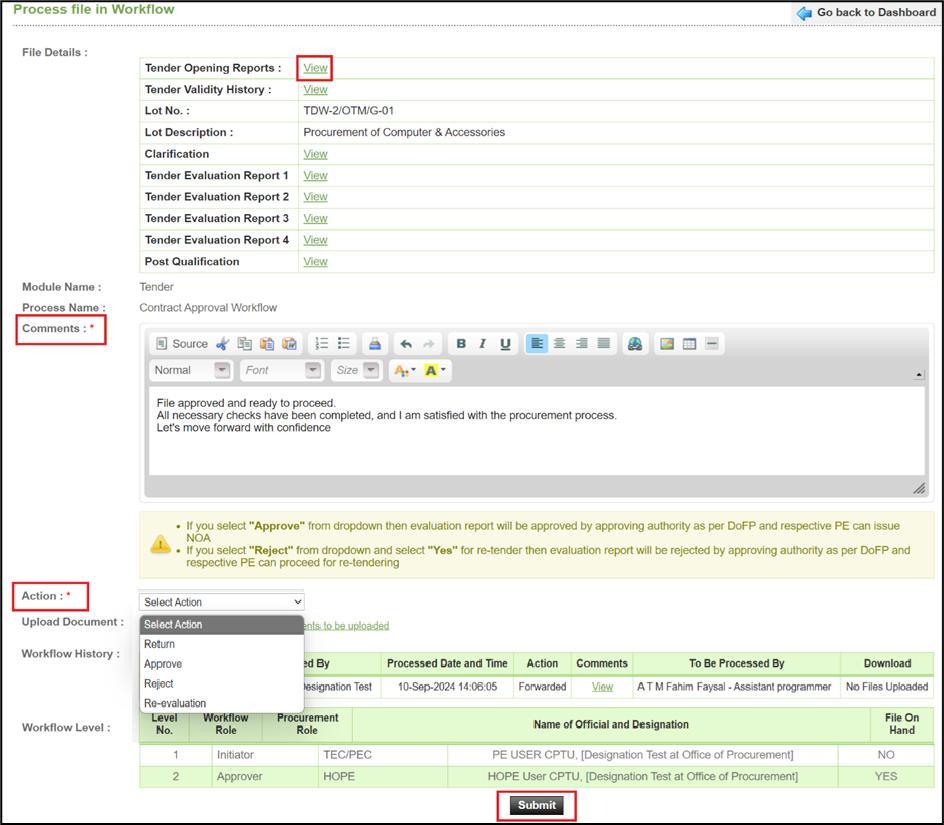 Process file in Workflow
Go back to Dashboard
File Details :
Tender Opening Reports : View
Tender Validity History : View
Lot No. : TDW-2/OTM/G-01
Lot Description : Procurement of Computer & Accessories
Clarification View
Tender Evaluation Report 1 View
Tender Evaluation Report 2 View
Tender Evaluation Report 3 View
Tender Evaluation Report 4 View
Post Qualification View
Module Name : Tender
Process Name : Contract Approval Workflow
Comments : *
Source B I U
Normal Font Size A A
File approved and ready to proceed.
All necessary checks have been completed, and I am satisfied with the procurement process.
Let's move forward with confidence
If you select "Approve" from dropdown then evaluation report will be approved by approving authority as per DoFP and respective PE can issue
NOA
If you select "Reject" from dropdown and select "Yes" for re-tender then evaluation report will be rejected by approving authority as per DoFP and
respective PE can proceed for re-tendering
Action : * Select Action
Select Action
Return
Approve
Reject
Re-evaluation
Upload Document : to be uploaded
Workflow History : By Processed Date and Time Action Comments To Be Processed By Download
Designation Test 10-Sep-2024 14:06:05 Forwarded View A T M Fahim Faysal - Assistant programmer No Files Uploaded
Workflow Level : Level No. Workflow Role Procurement Role Name of Official and Designation File On Hand
1 Initiator TEC/PEC PE USER CPTU, [Designation Test at Office of Procurement] NO
2 Approver HOPE HOPE User CPTU, [Designation Test at Office of Procurement] YES
Submit